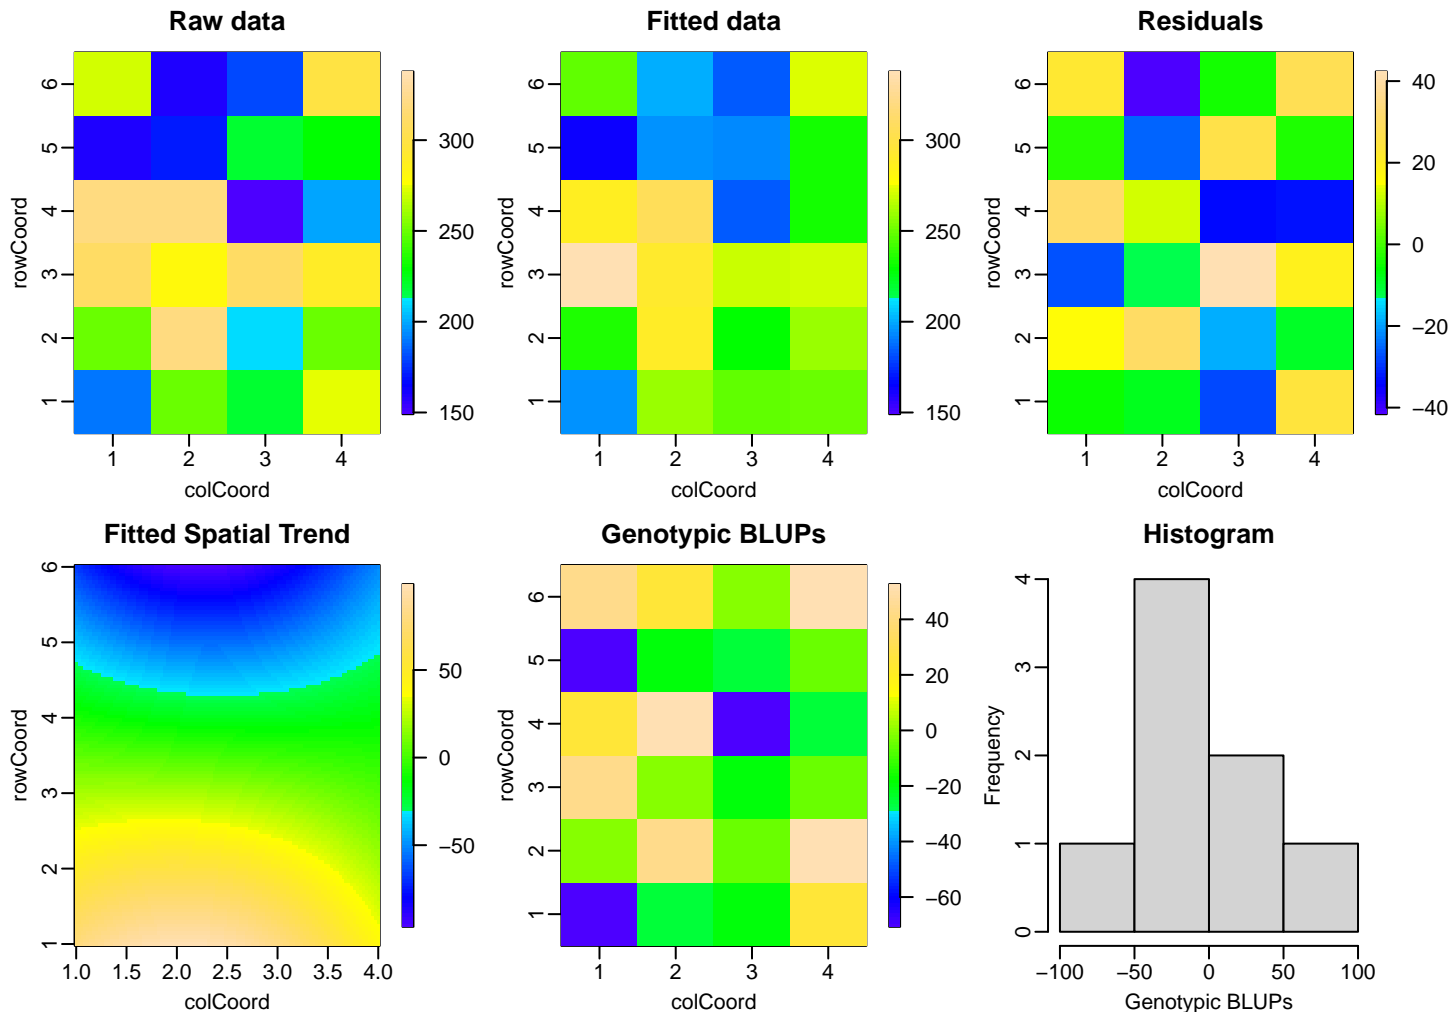 Raw data
6
5
4
3
2
1
rowCoord
1 2 3 4
colCoord
300
250
200
150
Fitted data
6
5
4
3
2
1
rowCoord
1 2 3 4
colCoord
300
250
200
150
Residuals
6
5
4
3
2
1
rowCoord
1 2 3 4
colCoord
40
20
0
−20
−40
Fitted Spatial Trend
6
5
4
3
2
1
rowCoord
1.0 1.5 2.0 2.5 3.0 3.5 4.0
colCoord
50
0
−50
Genotypic BLUPs
6
5
4
3
2
1
rowCoord
1 2 3 4
colCoord
40
20
0
−20
−40
−60
Histogram
4
3
2
1
0
Frequency
−100 −50 0 50 100
Genotypic BLUPs